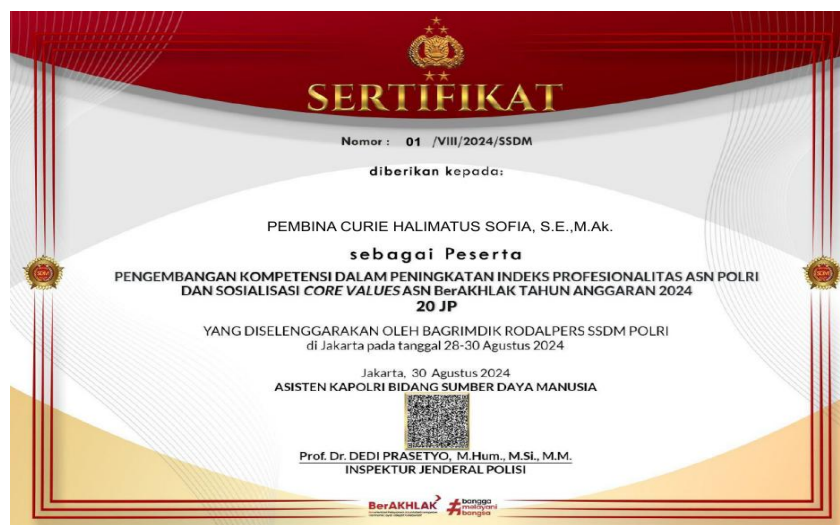 SERTIFIKAT
Nomor : 01 /VIII/2024/SSDM
diberikan kepada:
PEMBINA CURIE HALIMATUS SOFIA, S.E.,M.Ak.
sebagai Peserta
PENGEMBANGAN KOMPETENSI DALAM PENINGKATAN INDEKS PROFESIONALITAS ASN POLRI
DAN SOSIALISASI CORE VALUES ASN BerAKHLAK TAHUN ANGGARAN 2024
20 JP
YANG DISELENGGARAKAN OLEH BAGRIMDIK RODALPERS SSDM POLRI
di Jakarta pada tanggal 28-30 Agustus 2024
Jakarta, 30 Agustus 2024
ASISTEN KAPOLRI BIDANG SUMBER DAYA MANUSIA
Prof. Dr. DEDI PRASETYO, M.Hum., M.Si., M.M.
INSPEKTUR JENDERAL POLISI
SDM
SDM
BerAKHLAK
#bangga
melayani
bangsa